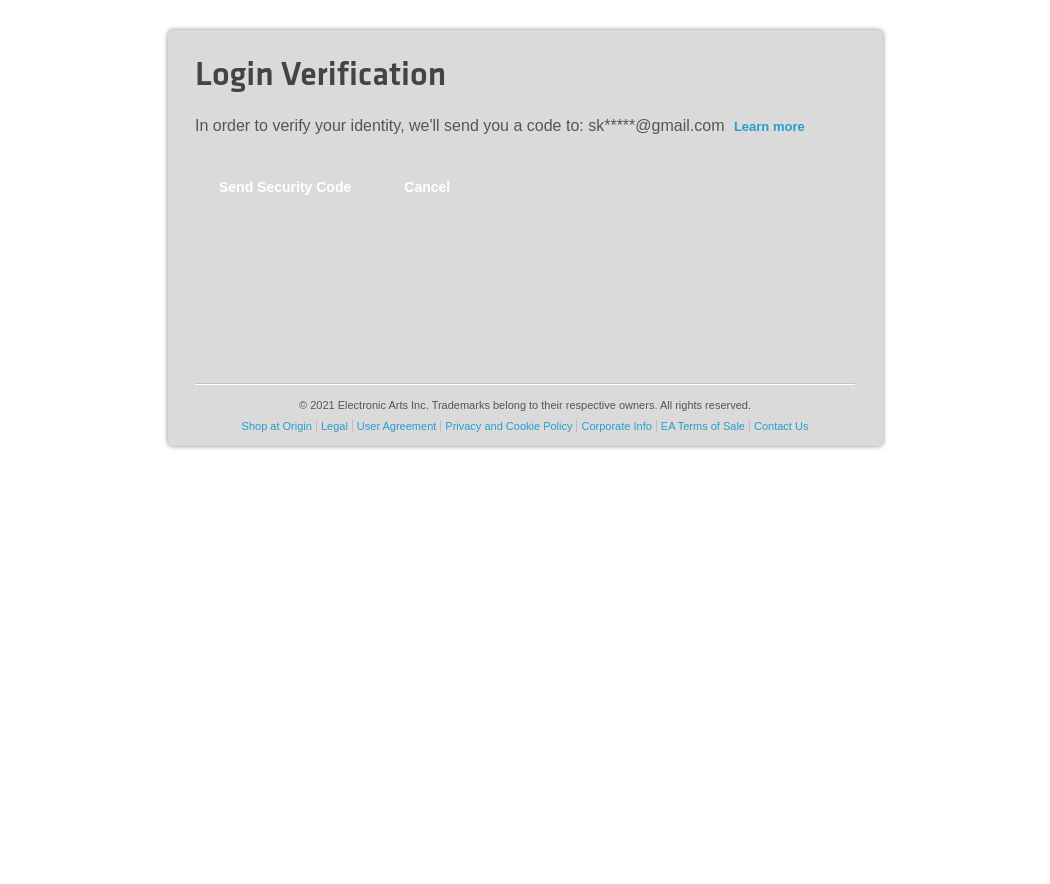 Login Verification
In order to verify your identity, we'll send you a code to: sk*****@gmail.com Learn more
Send Security Code Cancel
© 2021 Electronic Arts Inc. Trademarks belong to their respective owners. All rights reserved.
Shop at Origin Legal User Agreement Privacy and Cookie Policy Corporate Info EA Terms of Sale Contact Us